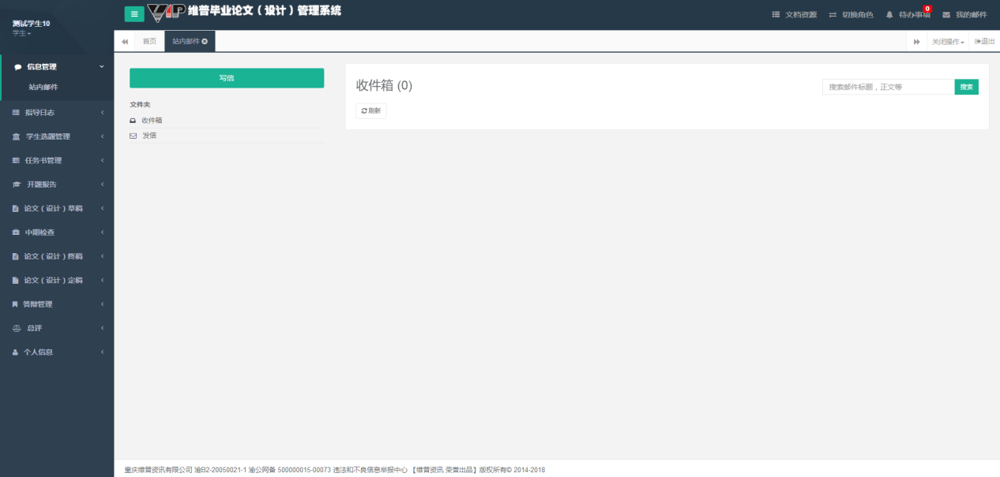 测试学生10
学生
信息管理
站内邮件
指导日志
学生选题管理
任务书管理
开题报告
论文（设计）草稿
中期检查
论文（设计）终稿
论文（设计）定稿
答辩管理
总评
个人信息
VIP 维普毕业论文（设计）管理系统
文档资源 切换角色 待办事项 0 我的邮件
首页 站内邮件 关闭操作 退出
写信
文件夹
收件箱
发信
收件箱 (0)
搜索邮件标题，正文等 搜索
刷新
重庆维普资讯有限公司 渝B2-20050021-1 渝公网备 500000015-00073 违法和不良信息举报中心 【维普资讯 荣誉出品】版权所有© 2014-2018